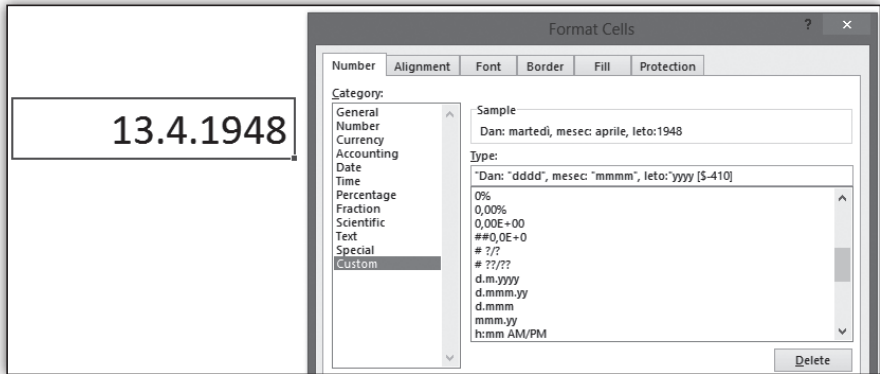 Format Cells
?
×
Number
Alignment
Font
Border
Fill
Protection
13.4.1948
Category:
General
Number
Currency
Accounting
Date
Time
Percentage
Fraction
Scientific
Text
Special
Custom
Sample
Dan: martedì, mesec: aprile, leto:1948
Type:
"Dan: "dddd", mesec: "mmmm", leto:"yyyy [$-410]
0%
0,00%
0,00E+00
##0,0E+0
# ?/?
# ??/??
d.m.yyyy
d.mmm.yy
d.mmm
mmm.yy
h:mm AM/PM
Delete